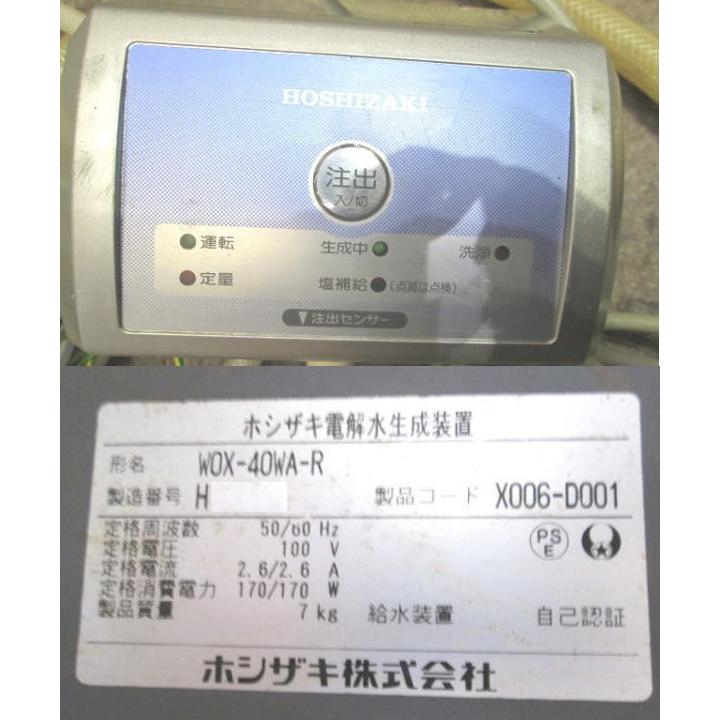 HOSHIZAKI
注出
入/切
運転 生成中 洗浄
定量 塩補給 (点滅は点検)
▼注出センサー
ホシザキ電解水生成装置
形名 WOX-40WA-R
製造番号 H 製品コード X006-D001
定格周波数 50/60 Hz
定格電圧 100 V
定格電流 2.6/2.6 A
定格消費電力 170/170 W
製品質量 7 kg 給水装置 自己認証
PS
E
ホシザキ株式会社